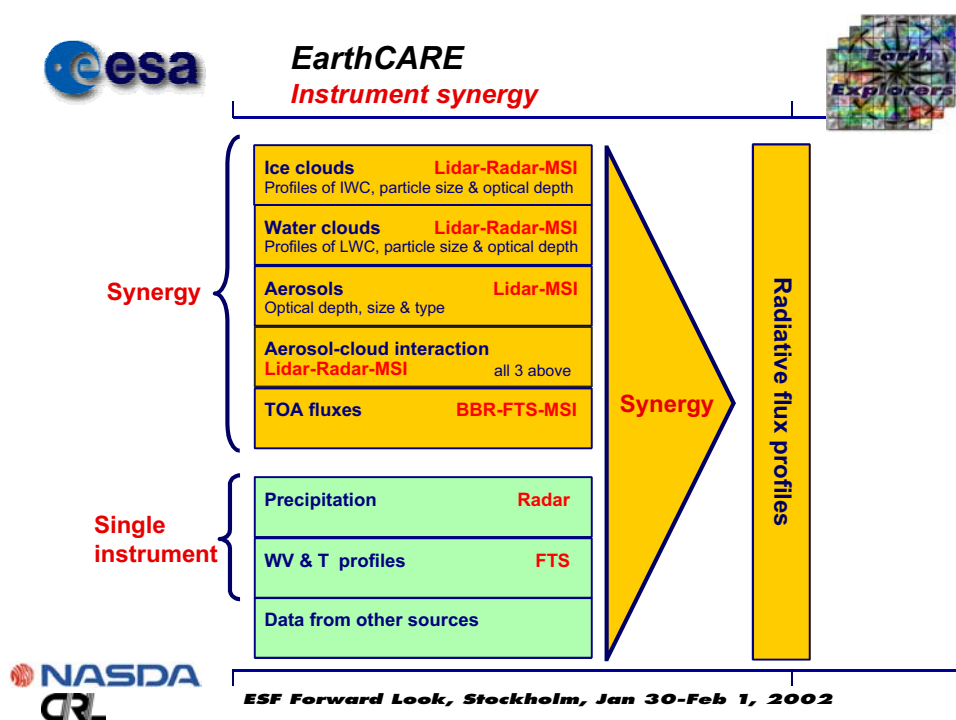 esa
EarthCARE
Instrument synergy
Earth
Explorers
Ice clouds Lidar-Radar-MSI
Profiles of IWC, particle size & optical depth
Water clouds Lidar-Radar-MSI
Profiles of LWC, particle size & optical depth
Synergy
Aerosols Lidar-MSI
Optical depth, size & type
Aerosol-cloud interaction
Lidar-Radar-MSI all 3 above
TOA fluxes BBR-FTS-MSI
Synergy
Radiative flux profiles
Single
instrument
Precipitation Radar
WV & T profiles FTS
Data from other sources
NASDA
CRL
ESF Forward Look, Stockholm, Jan 30-Feb 1, 2002